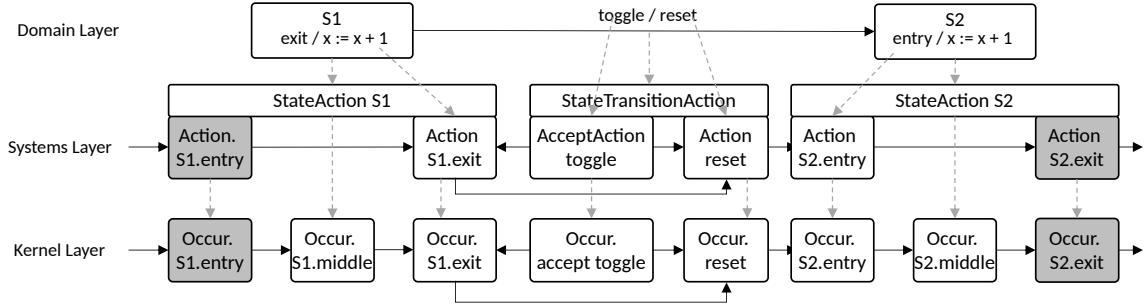 Domain Layer
S1
exit / x := x + 1
toggle / reset
S2
entry / x := x + 1
StateAction S1
StateTransitionAction
StateAction S2
Systems Layer
Action.
S1.entry
Action
S1.exit
AcceptAction
toggle
Action
reset
Action
S2.entry
Action
S2.exit
Kernel Layer
Occur.
S1.entry
Occur.
S1.middle
Occur.
S1.exit
Occur.
accept toggle
Occur.
reset
Occur.
S2.entry
Occur.
S2.middle
Occur.
S2.exit